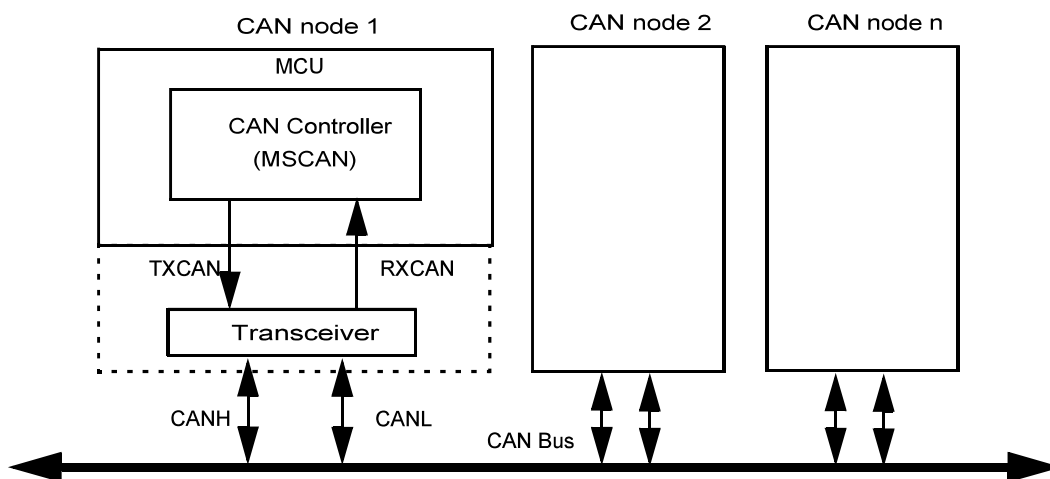 CAN node 1
CAN node 2
CAN node n
MCU
CAN Controller
(MSCAN)
TXCAN
RXCAN
Transceiver
CANH
CANL
CAN Bus